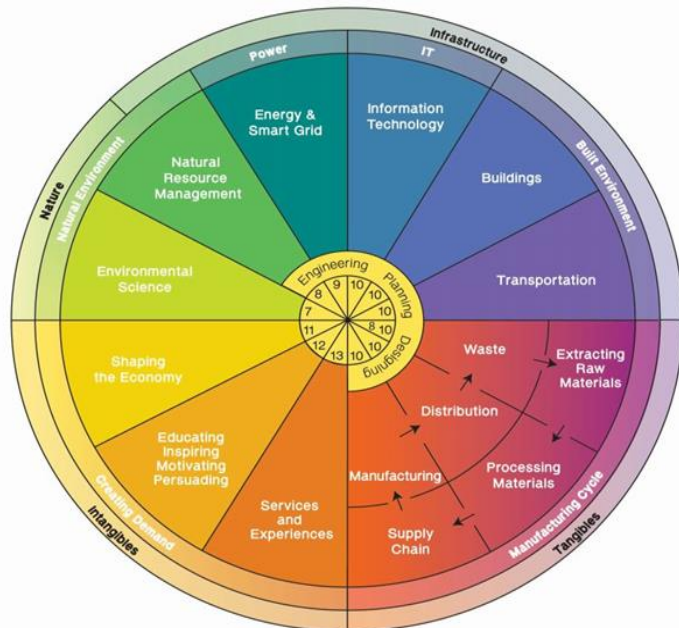 Infrastructure
Power
IT
Nature
Natural Environment
Built Environment
Energy &
Smart Grid
Information
Technology
Natural
Resource
Management
Buildings
Environmental
Science
Transportation
Engineering
Planning
Designing
9
10
8
10
7
10
11
8
10
12
10
13
10
Shaping
the Economy
Waste
Extracting
Raw
Materials
Distribution
Educating
Inspiring
Motivating
Persuading
Manufacturing
Processing
Materials
Services
and
Experiences
Supply
Chain
Creating Demand
Intangibles
Manufacturing Cycle
Tangibles